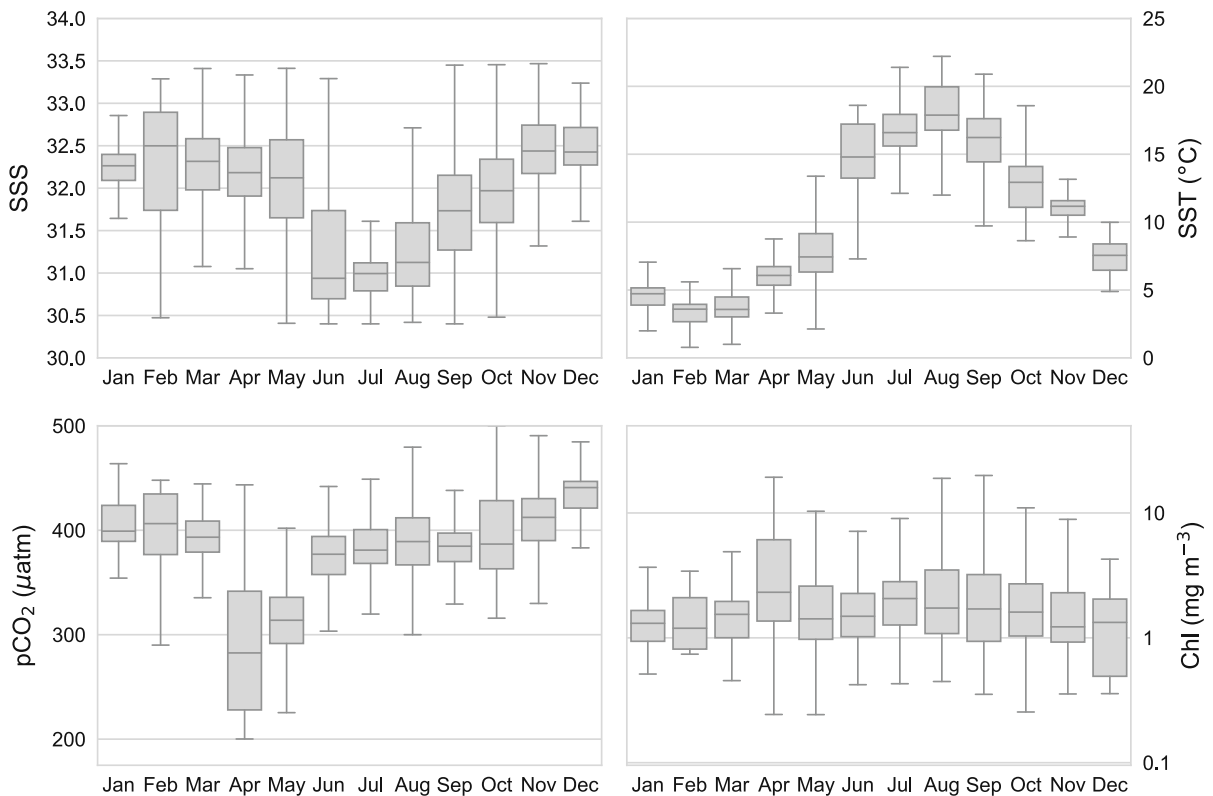 34.0
33.5
33.0
32.5
32.0
31.5
31.0
30.5
30.0
SSS
Jan Feb Mar Apr May Jun Jul Aug Sep Oct Nov Dec
25
20
15
10
5
0
SST (°C)
Jan Feb Mar Apr May Jun Jul Aug Sep Oct Nov Dec
500
400
300
200
pCO₂ (μatm)
Jan Feb Mar Apr May Jun Jul Aug Sep Oct Nov Dec
10
1
0.1
Chl (mg m⁻³)
Jan Feb Mar Apr May Jun Jul Aug Sep Oct Nov Dec